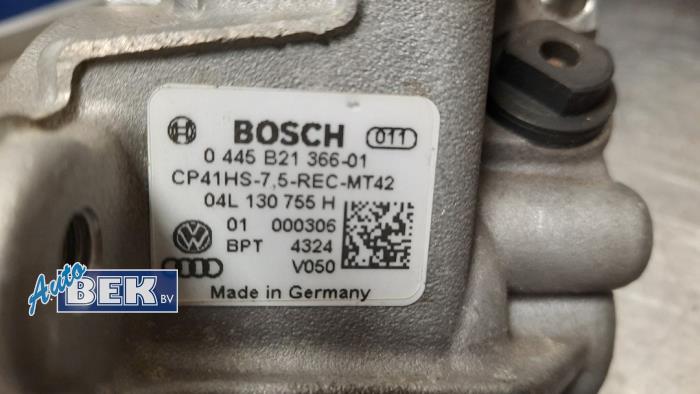 BOSCH 011
0 445 B21 366-01
CP41HS-7,5-REC-MT42
04L 130 755 H
01 000306
BPT 4324
V050
Made in Germany
Auto
BEK BV